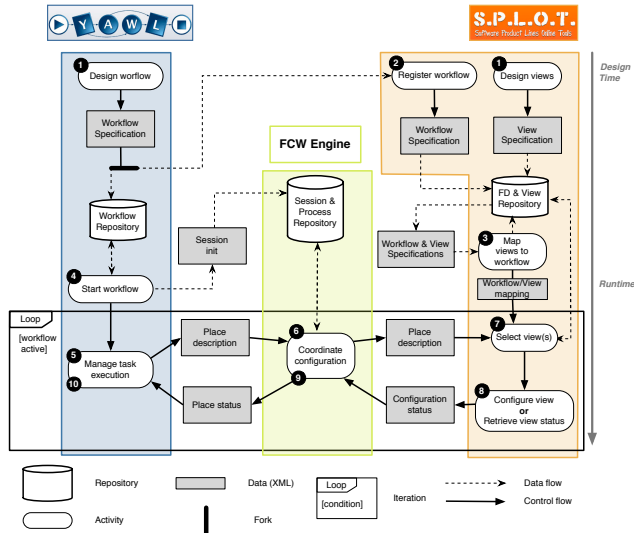 YAWL
S.P.L.O.T.
Software Product Lines Online Tools
Design Time
1
Design worflow
2
Register workflow
1
Design views
Workflow Specification
Workflow Specification
View Specification
FCW Engine
Workflow Repository
Session & Process Repository
FD & View Repository
Session init
Workflow & View Specifications
3
Map views to workflow
4
Start workflow
Workflow/View mapping
Runtime
Loop
[workflow active]
5
Manage task execution
10
Place description
6
Coordinate configuration
9
Place description
7
Select view(s)
Place status
Configuration status
8
Configure view or Retrieve view status
Repository
Data (XML)
Loop
[condition]
Iteration
Data flow
Control flow
Activity
Fork